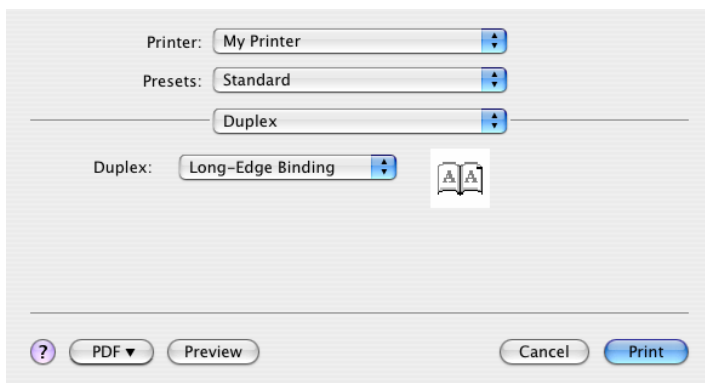 Printer: My Printer
Presets: Standard
Duplex
Duplex: Long-Edge Binding
A A
? PDF▼ Preview Cancel Print